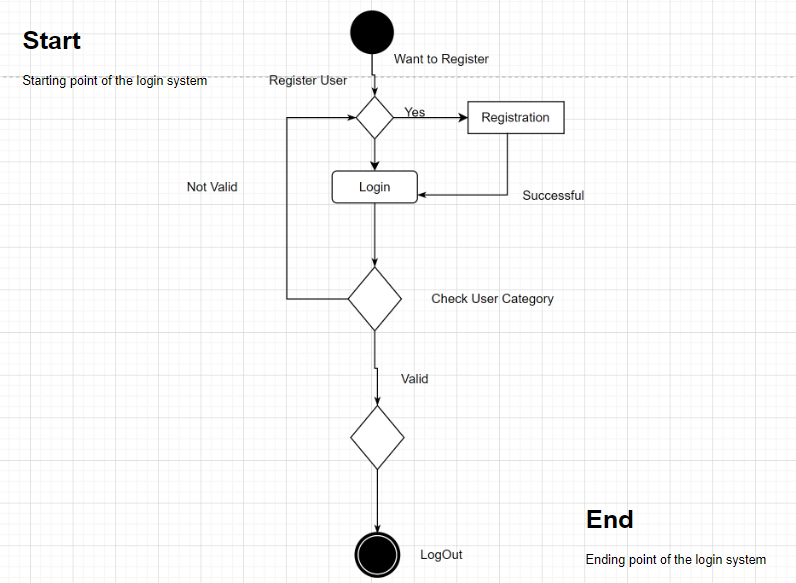 Start
Want to Register
Starting point of the login system
Register User
Yes
Registration
Not Valid
Login
Successful
Check User Category
Valid
End
LogOut
Ending point of the login system